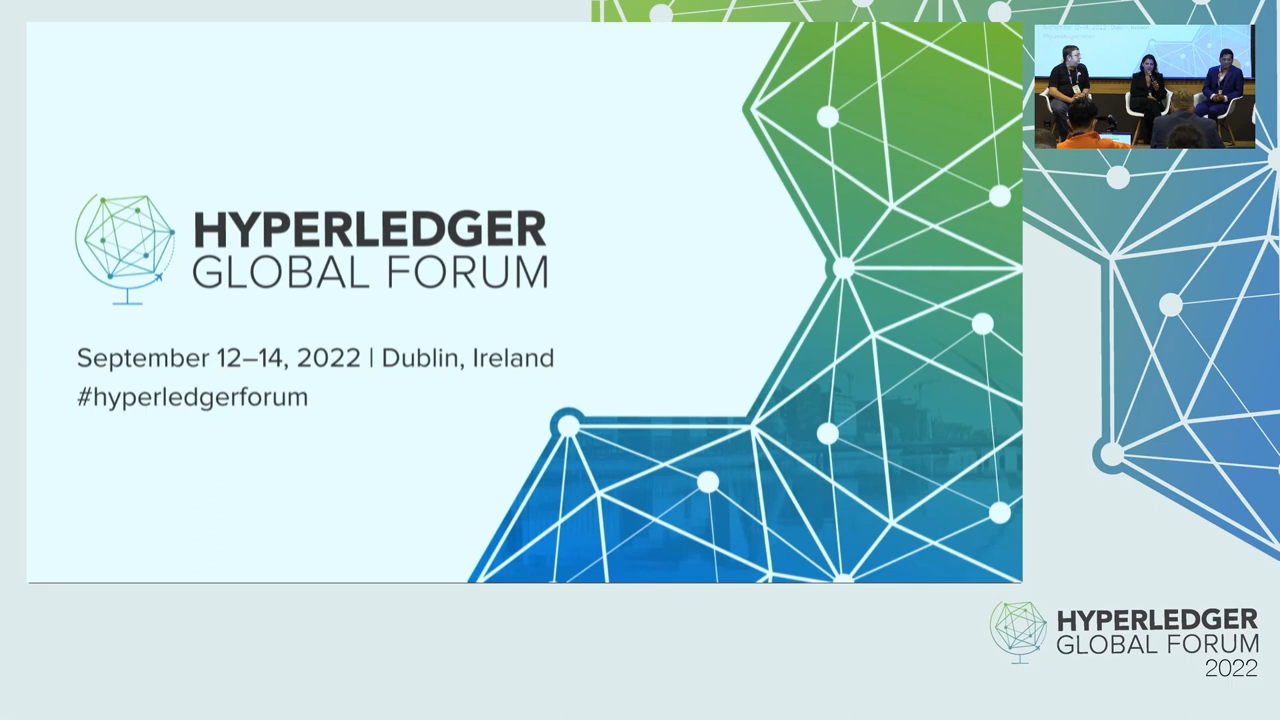 HYPERLEDGER
GLOBAL FORUM
September 12–14, 2022 | Dublin, Ireland
#hyperledgerforum
HYPERLEDGER
GLOBAL FORUM
2022